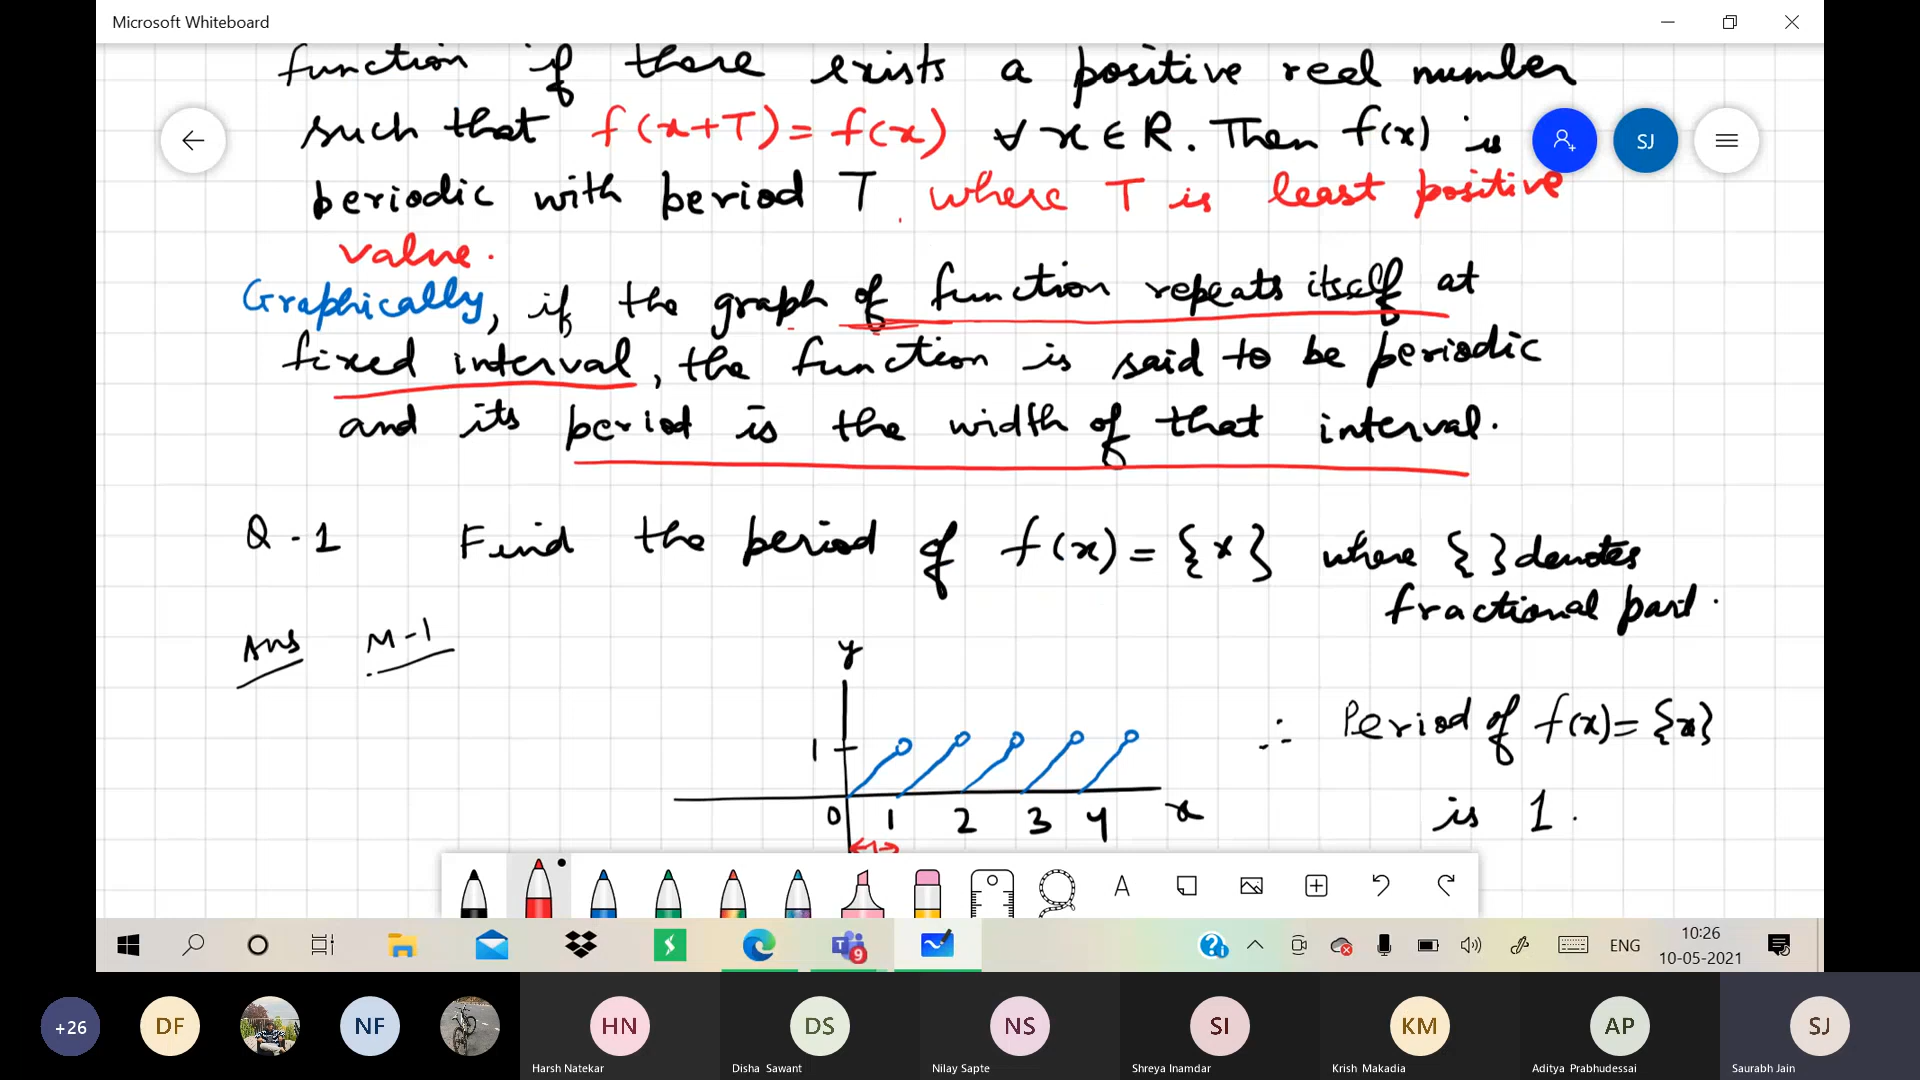 Microsoft Whiteboard
function if there exists a positive real number
such that f(x+T) = f(x) ∀ x ∈ R. Then f(x) is
periodic with period T where T is least positive
value.
SJ
Graphically, if the graph of function repeats itself at
fixed interval, the function is said to be periodic
and its period is the width of that interval.
Q-1 Find the period of f(x) = {x} where { } denotes
fractional part.
Ans M-1
y
1
0 1 2 3 4 x
∴ Period of f(x) = {x}
is 1.
ENG
10:26
10-05-2021
9
+26 DF NF HN DS NS SI KM AP SJ
Harsh Natekar Disha Sawant Nilay Sapte Shreya Inamdar Krish Makadia Aditya Prabhudessai Saurabh Jain